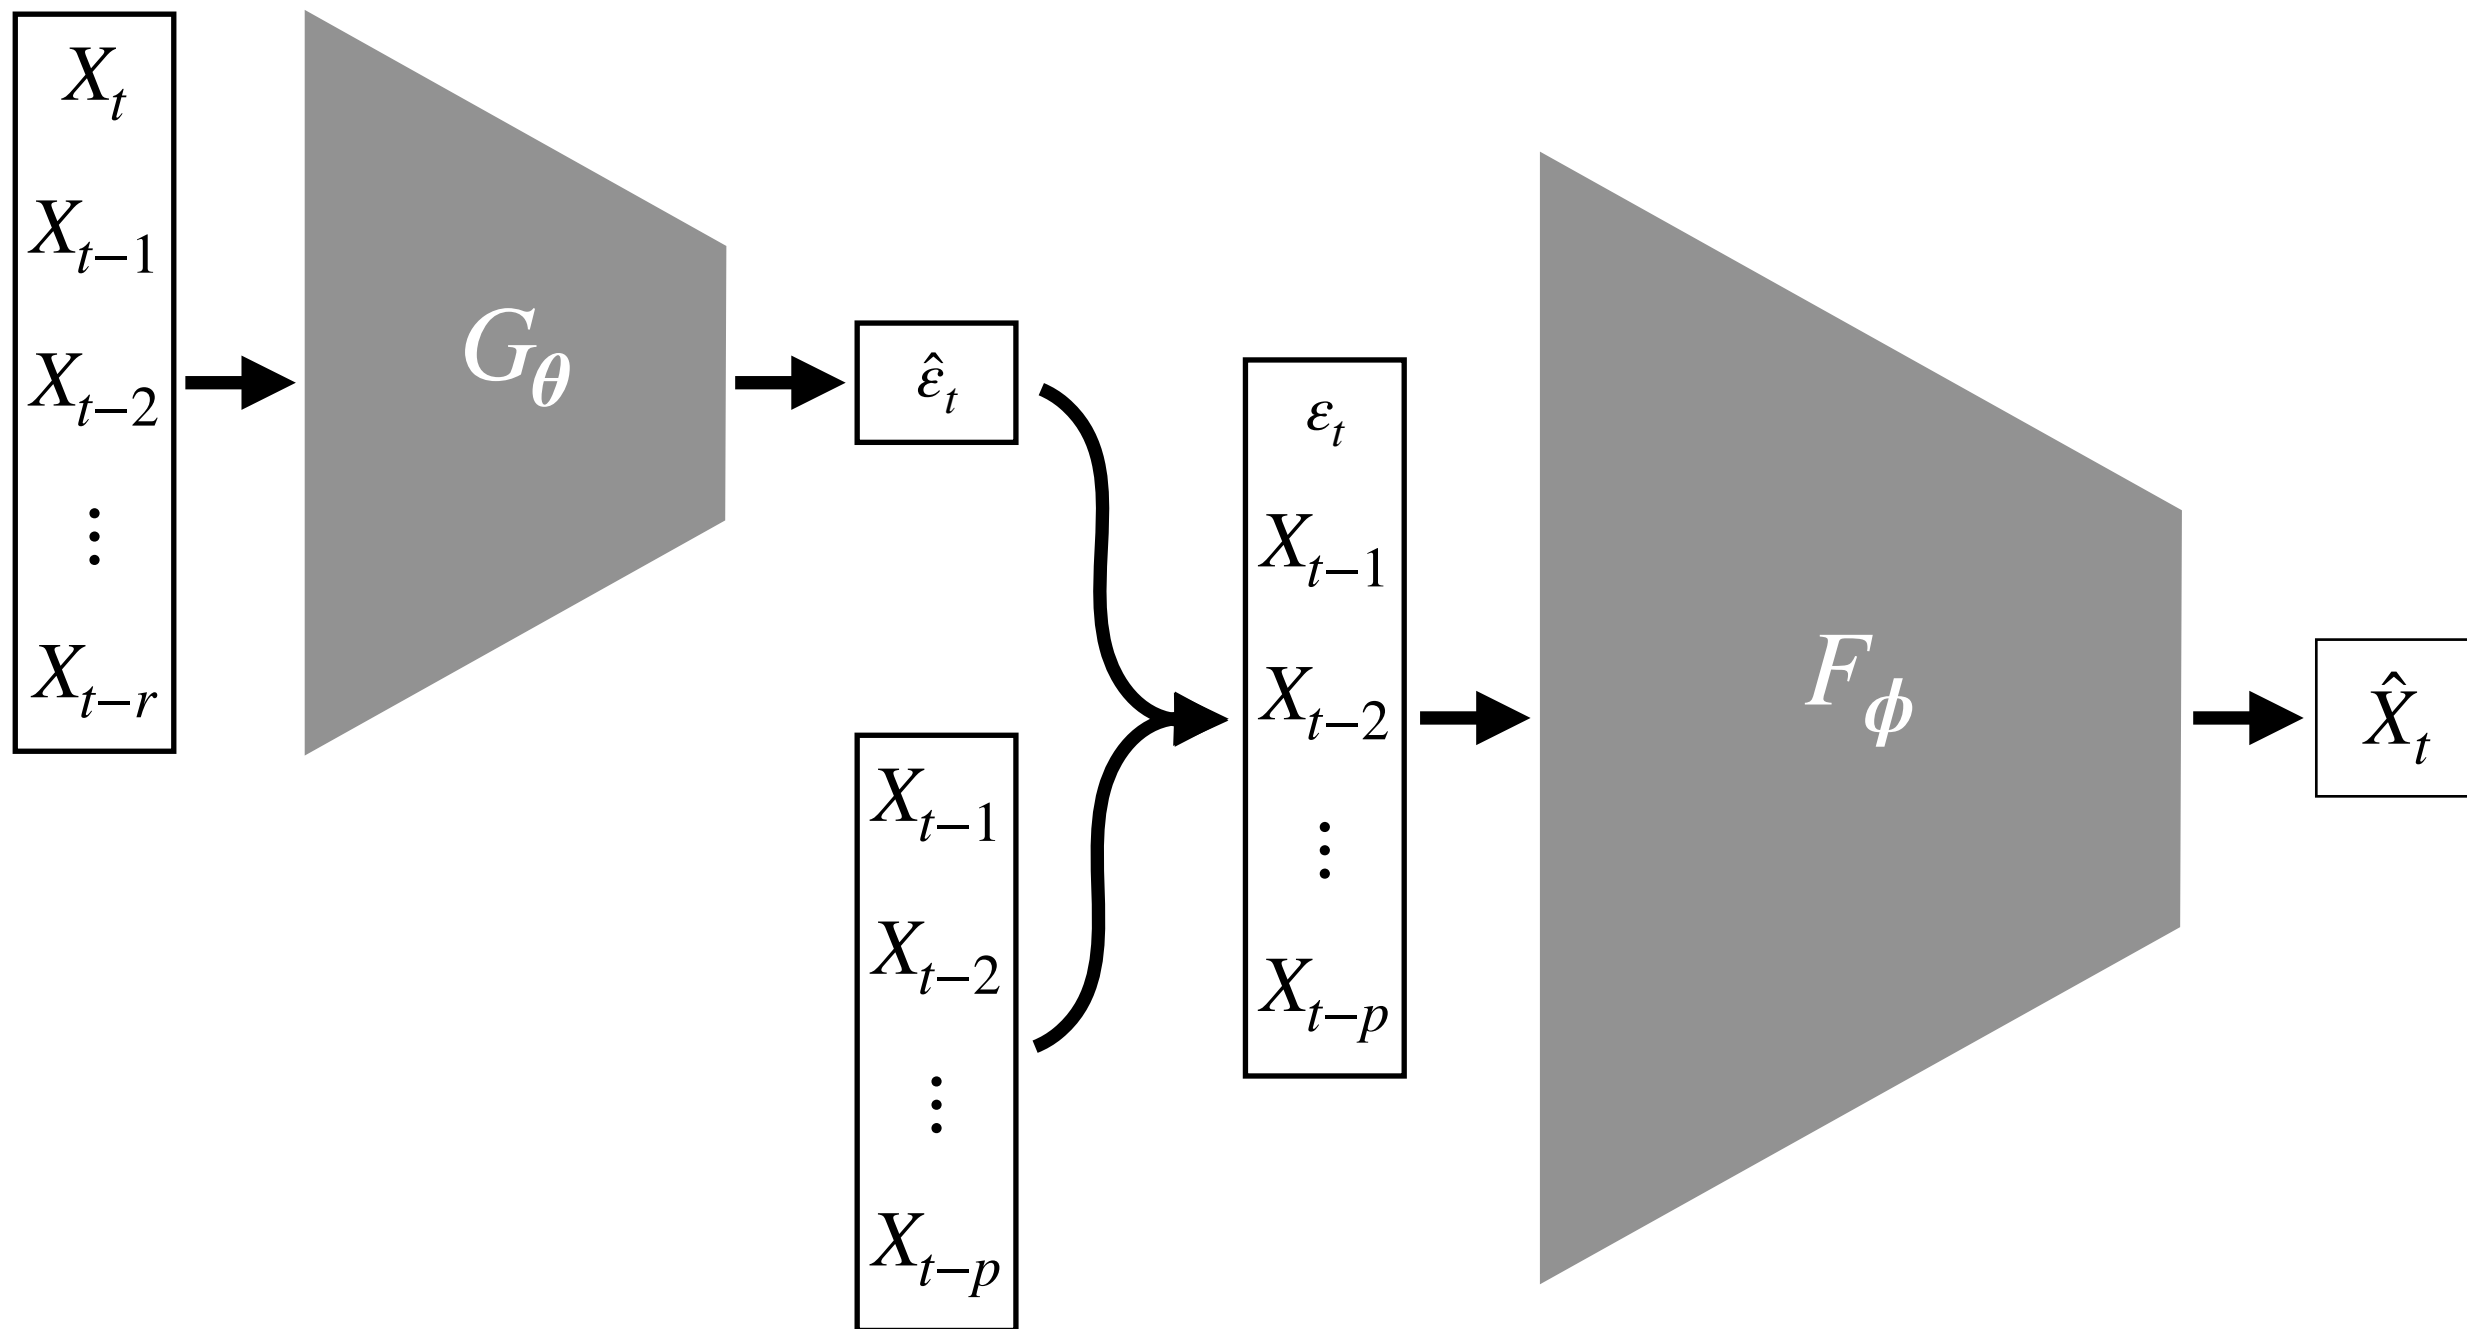 X_t
X_{t−1}
X_{t−2}
⋮
X_{t−r}
G_θ
ε̂_t
X_{t−1}
X_{t−2}
⋮
X_{t−p}
ε_t
X_{t−1}
X_{t−2}
⋮
X_{t−p}
F_ϕ
X̂_t